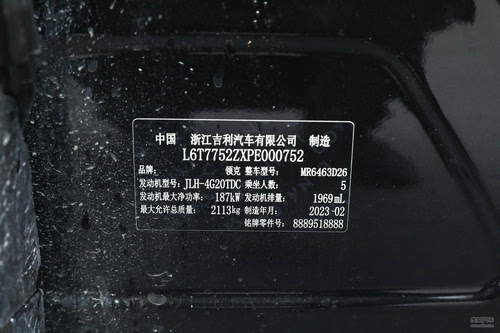 中国 浙江吉利汽车有限公司 制造
L6T7752ZXPE000752
品牌: 领克 整车型号: MR6463D26
发动机型号: JLH-4G20TDC 乘坐人数: 5
发动机最大净功率: 187kW 发动机排量: 1969mL
最大允许总质量: 2113kg 制造年月: 2023-02
铭牌零件号: 8889518888